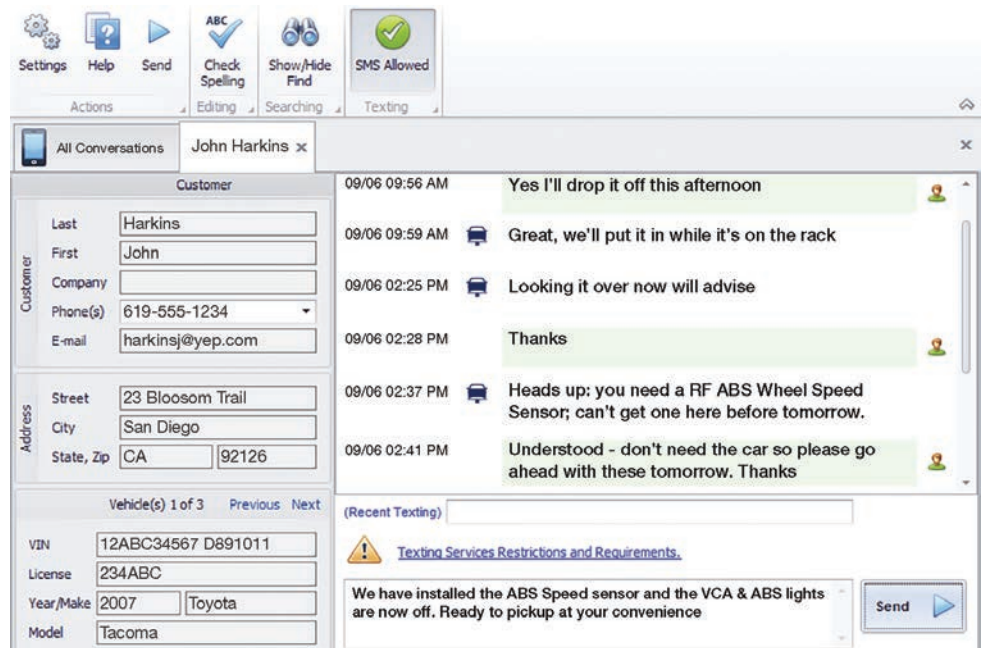 ABC
Settings Help Send Check Spelling Show/Hide Find SMS Allowed
Actions Editing Searching Texting
All Conversations John Harkins x
Customer
Customer
Last Harkins
First John
Company
Phone(s) 619-555-1234
E-mail harkinsj@yep.com
Address
Street 23 Bloosom Trail
City San Diego
State, Zip CA 92126
Vehicle(s) 1 of 3 Previous Next
VIN 12ABC34567 D891011
License 234ABC
Year/Make 2007 Toyota
Model Tacoma
09/06 09:56 AM Yes I'll drop it off this afternoon
09/06 09:59 AM Great, we'll put it in while it's on the rack
09/06 02:25 PM Looking it over now will advise
09/06 02:28 PM Thanks
09/06 02:37 PM Heads up: you need a RF ABS Wheel Speed
Sensor; can't get one here before tomorrow.
09/06 02:41 PM Understood - don't need the car so please go
ahead with these tomorrow. Thanks
(Recent Texting)
Texting Services Restrictions and Requirements.
We have installed the ABS Speed sensor and the VCA & ABS lights
are now off. Ready to pickup at your convenience
Send